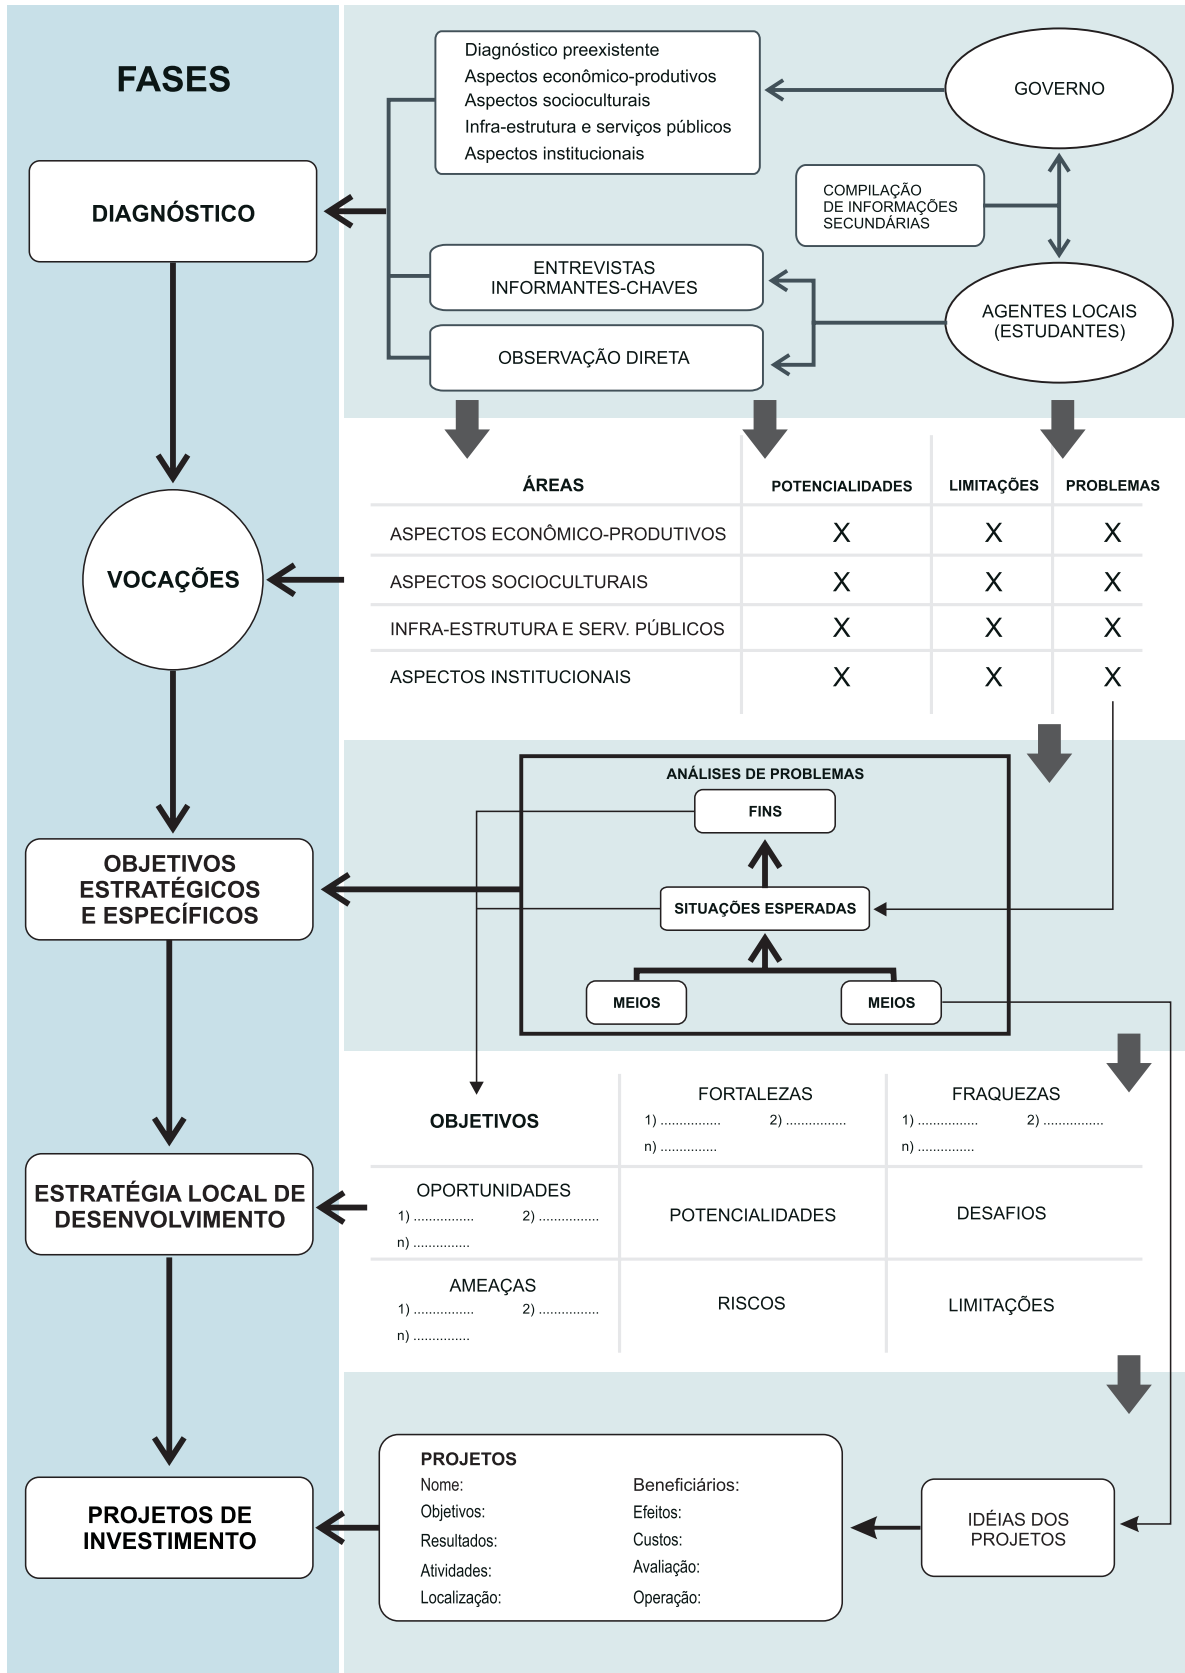 FASES
Diagnóstico preexistente
Aspectos econômico-produtivos
Aspectos socioculturais
Infra-estrutura e serviços públicos
Aspectos institucionais
GOVERNO
COMPILAÇÃO
DE INFORMAÇÕES
SECUNDÁRIAS
DIAGNÓSTICO
ENTREVISTAS
INFORMANTES-CHAVES
OBSERVAÇÃO DIRETA
AGENTES LOCAIS
(ESTUDANTES)
ÁREAS
POTENCIALIDADES
LIMITAÇÕES
PROBLEMAS
ASPECTOS ECONÔMICO-PRODUTIVOS X X X
ASPECTOS SOCIOCULTURAIS X X X
INFRA-ESTRUTURA E SERV. PÚBLICOS X X X
ASPECTOS INSTITUCIONAIS X X X
VOCAÇÕES
ANÁLISES DE PROBLEMAS
FINS
SITUAÇÕES ESPERADAS
MEIOS
MEIOS
OBJETIVOS
ESTRATÉGICOS
E ESPECÍFICOS
OBJETIVOS
FORTALEZAS
1) ................ 2) ................
n) ...............
FRAQUEZAS
1) ................ 2) ................
n) ...............
OPORTUNIDADES
1) ................ 2) ................
n) ...............
POTENCIALIDADES
DESAFIOS
AMEAÇAS
1) ................ 2) ................
n) ...............
RISCOS
LIMITAÇÕES
ESTRATÉGIA LOCAL DE
DESENVOLVIMENTO
PROJETOS
Nome:
Objetivos:
Resultados:
Atividades:
Localização:
Beneficiários:
Efeitos:
Custos:
Avaliação:
Operação:
IDÉIAS DOS
PROJETOS
PROJETOS DE
INVESTIMENTO